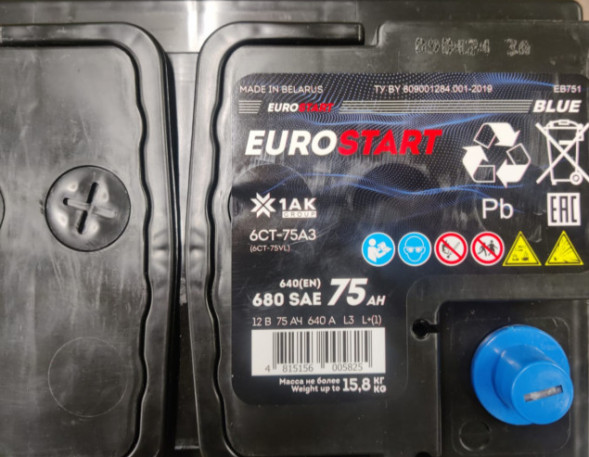 MADE IN BELARUS ТУ BY 809001284.001-2019 EB751
EUROSTART BLUE
EUROSTART
1AK
GROUP
Pb EAC
6СТ-75А3
(6CT-75VL)
640(EN)
680 SAE 75 AH
12 В 75 АЧ 640 А L3 L+(1)
4 815156 005825
Масса не более
Weight up to 15,8 КГ KG